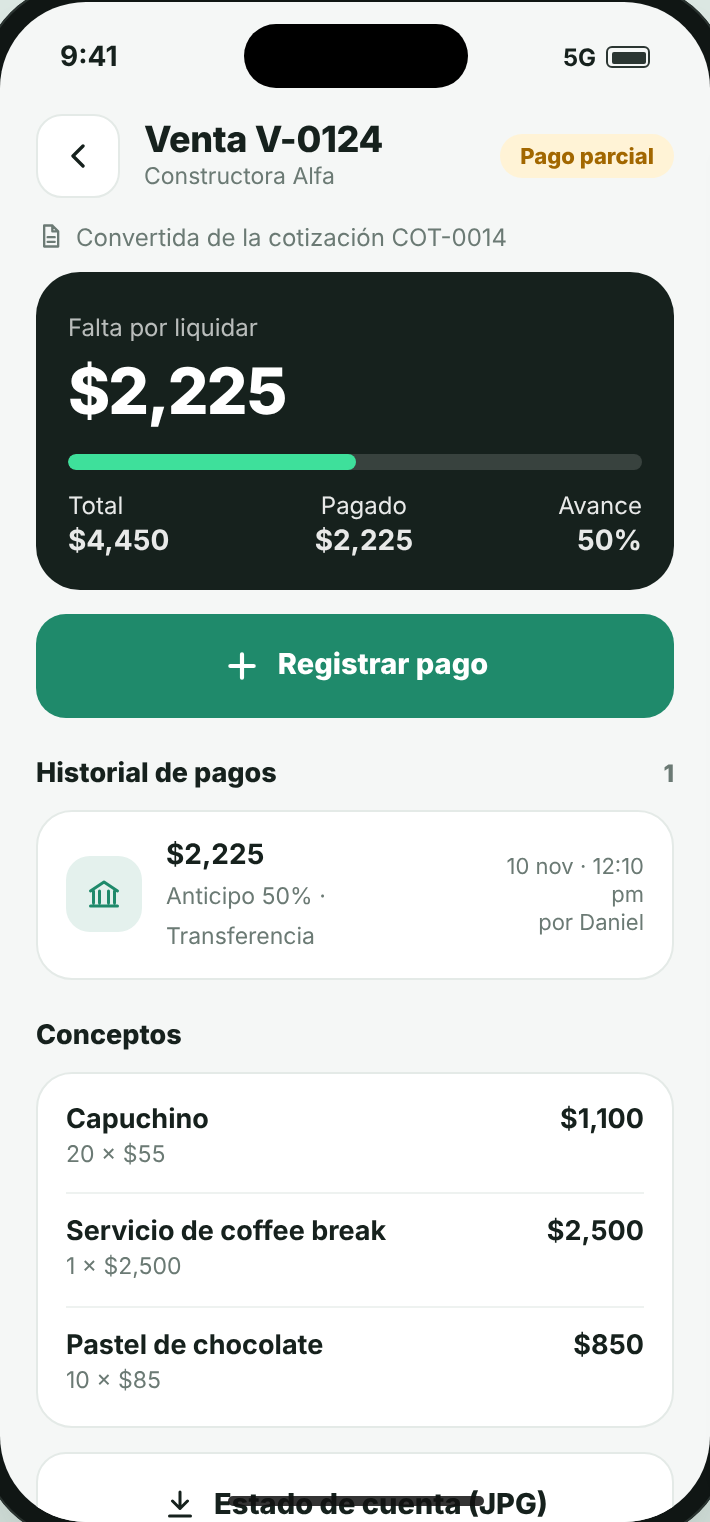 9:41
5G
Venta V-0124
Constructora Alfa
Pago parcial
Convertida de la cotización COT-0014
Falta por liquidar
$2,225
Total Pagado Avance
$4,450 $2,225 50%
Registrar pago
Historial de pagos 1
$2,225
Anticipo 50% ·
Transferencia
10 nov · 12:10
pm
por Daniel
Conceptos
Capuchino $1,100
20 × $55
Servicio de coffee break $2,500
1 × $2,500
Pastel de chocolate $850
10 × $85
Estado de cuenta (JPG)